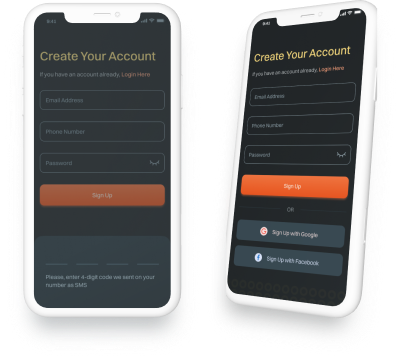 9:41
Create Your Account
If you have an account already, Login Here
Email Address
Phone Number
Password
Sign Up
Please, enter 4-digit code we sent on your
number as SMS
9:41
Create Your Account
If you have an account already, Login Here
Email Address
Phone Number
Password
Sign Up
OR
Sign Up with Google
Sign Up with Facebook